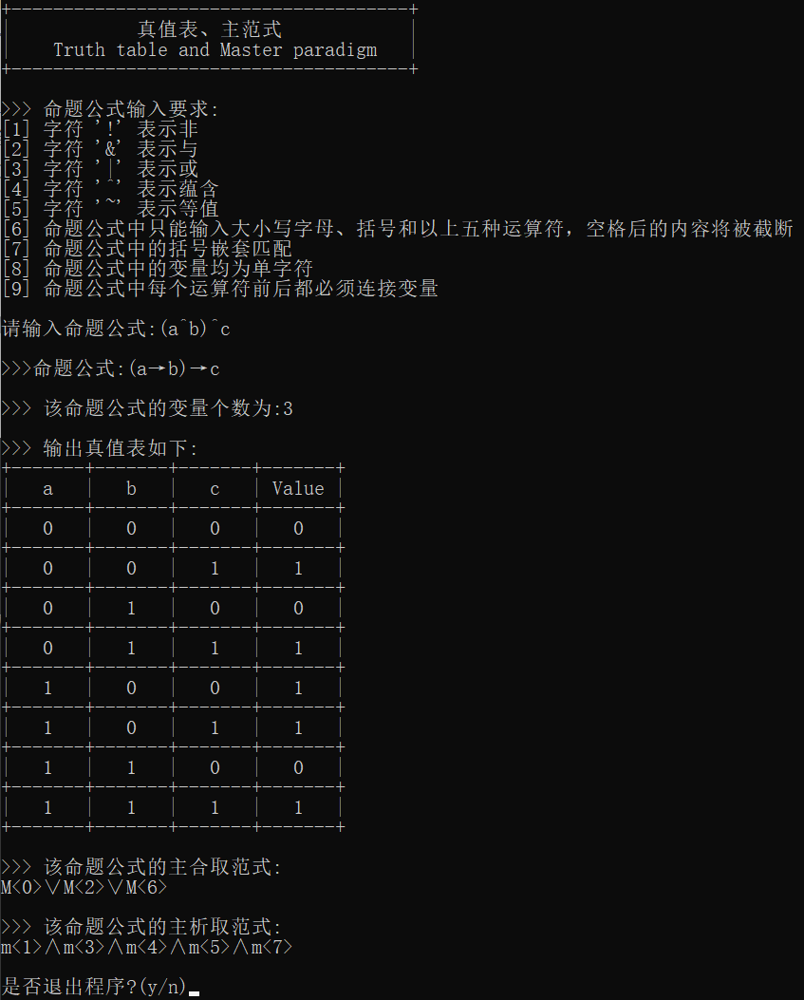 真值表、主范式
Truth table and Master paradigm
>>> 命题公式输入要求:
[1] 字符 '!' 表示非
[2] 字符 '&' 表示与
[3] 字符 '|' 表示或
[4] 字符 '^' 表示蕴含
[5] 字符 '~' 表示等值
[6] 命题公式中只能输入大小写字母、括号和以上五种运算符，空格后的内容将被截断
[7] 命题公式中的括号嵌套匹配
[8] 命题公式中的变量均为单字符
[9] 命题公式中每个运算符前后都必须连接变量
请输入命题公式:(a^b)^c
>>>命题公式:(a→b)→c
>>> 该命题公式的变量个数为:3
>>> 输出真值表如下:
a b c Value
0 0 0 0
0 0 1 1
0 1 0 0
0 1 1 1
1 0 0 1
1 0 1 1
1 1 0 0
1 1 1 1
>>> 该命题公式的主合取范式:
M<0>∨M<2>∨M<6>
>>> 该命题公式的主析取范式:
m<1>∧m<3>∧m<4>∧m<5>∧m<7>
是否退出程序?(y/n)